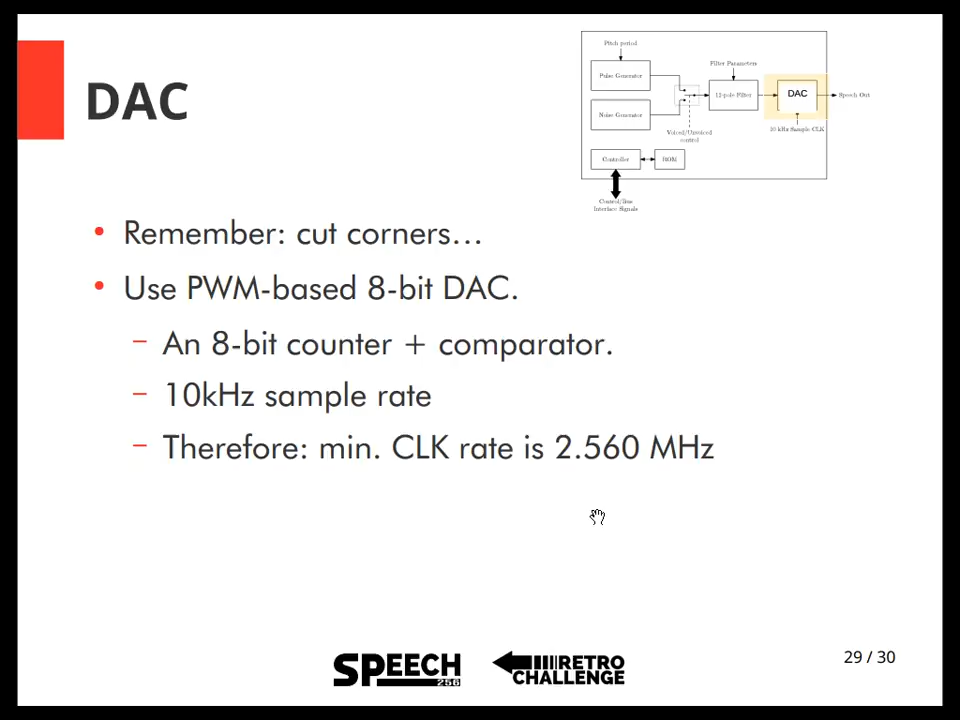 DAC
Pitch period
Pulse Generator
Noise Generator
Filter Parameters
12-pole Filter
DAC
Speech Out
10 kHz Sample CLK
Voiced/Unvoiced
control
Controller
ROM
Control/Bus
Interface Signals
• Remember: cut corners…
• Use PWM-based 8-bit DAC.
– An 8-bit counter + comparator.
– 10kHz sample rate
– Therefore: min. CLK rate is 2.560 MHz
SPEECH
256
RETRO
CHALLENGE
29 / 30